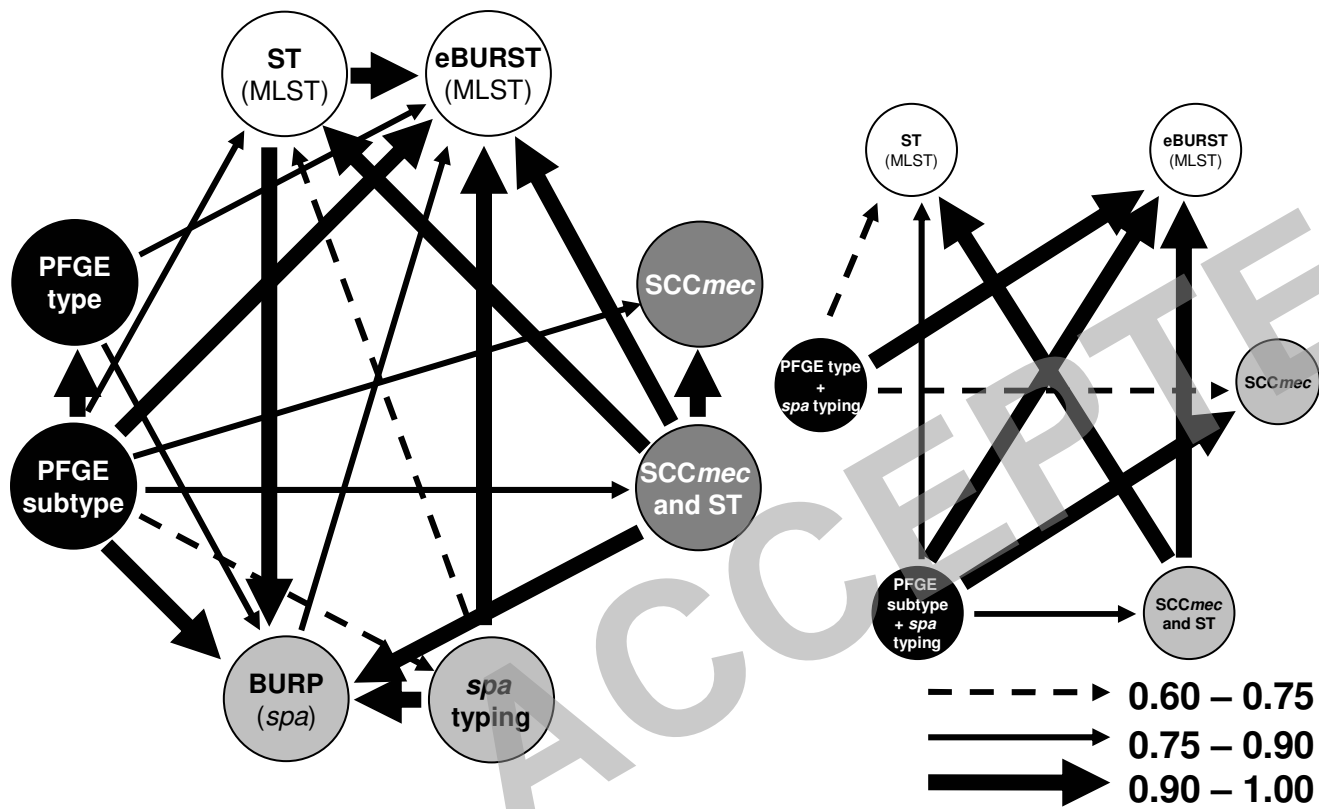 ST
(MLST)
eBURST
(MLST)
PFGE
type
SCCmec
PFGE
subtype
SCCmec
and ST
BURP
(spa)
spa
typing
ST
(MLST)
eBURST
(MLST)
PFGE type
+
spa typing
SCCmec
PFGE
subtype
+ spa
typing
SCCmec
and ST
0.60 – 0.75
0.75 – 0.90
0.90 – 1.00
ACCEPTE